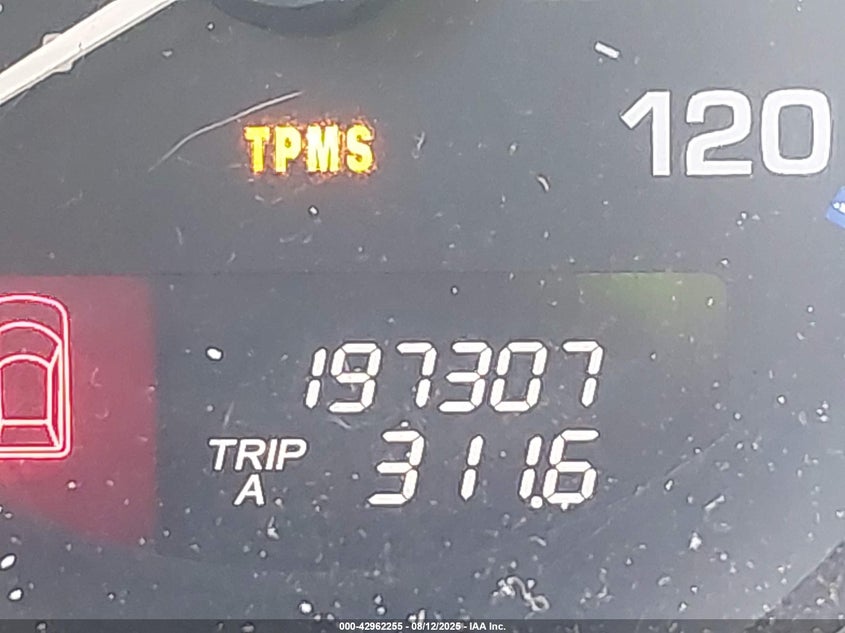 TPMS
120
197307
TRIP A 311.6
000-42962255 - 08/12/2025 - IAA Inc.